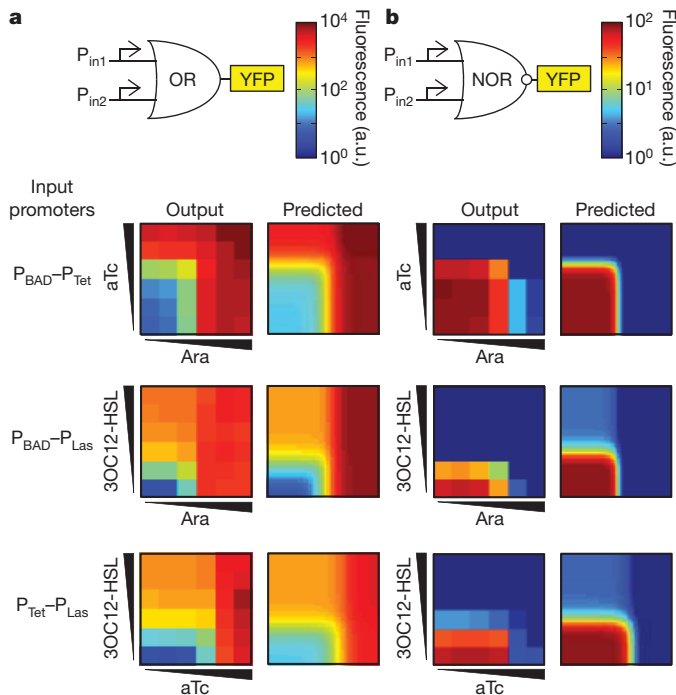 a
P_in1
P_in2
OR
YFP
10^4
10^2
10^0
Fluorescence (a.u.)
b
P_in1
P_in2
NOR
YFP
10^2
10^1
10^0
Fluorescence (a.u.)
Input promoters
Output
Predicted
Output
Predicted
P_BAD–P_Tet
aTc
Ara
aTc
Ara
P_BAD–P_Las
3OC12-HSL
Ara
3OC12-HSL
Ara
P_Tet–P_Las
3OC12-HSL
aTc
3OC12-HSL
aTc